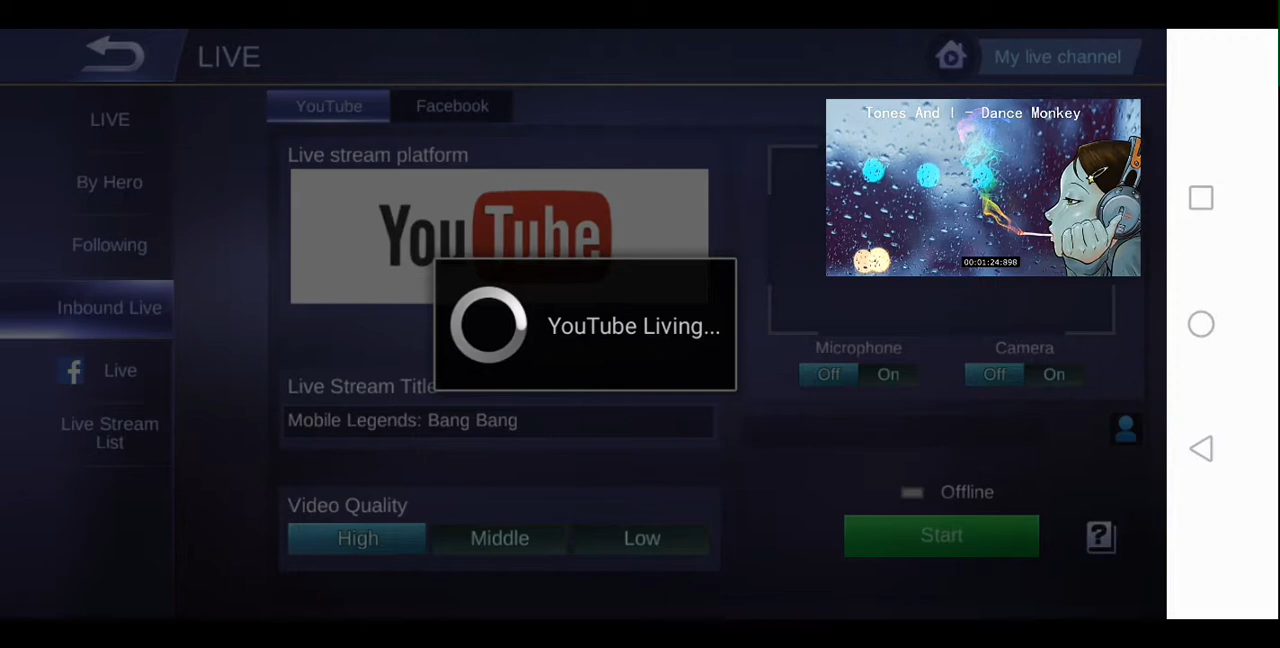 LIVE
My live channel
LIVE
By Hero
Following
Inbound Live
f Live
Live Stream
List
YouTube
Facebook
Live stream platform
YouTube
YouTube Living...
Live Stream Title
Mobile Legends: Bang Bang
Video Quality
High Middle Low
Tones And I - Dance Monkey
00:01:24:898
Microphone
Camera
Off On
Off On
Offline
Start
?